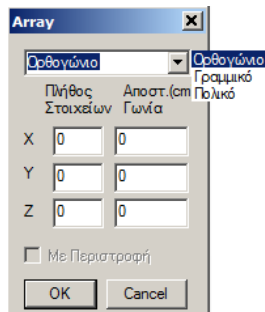 Array
Ορθογώνιο
Ορθογώνιο
Γραμμικό
Πολικό
Πλήθος Αποστ.(cm
Στοιχείων Γωνία
X 0 0
Y 0 0
Z 0 0
Με Περιστροφή
OK Cancel